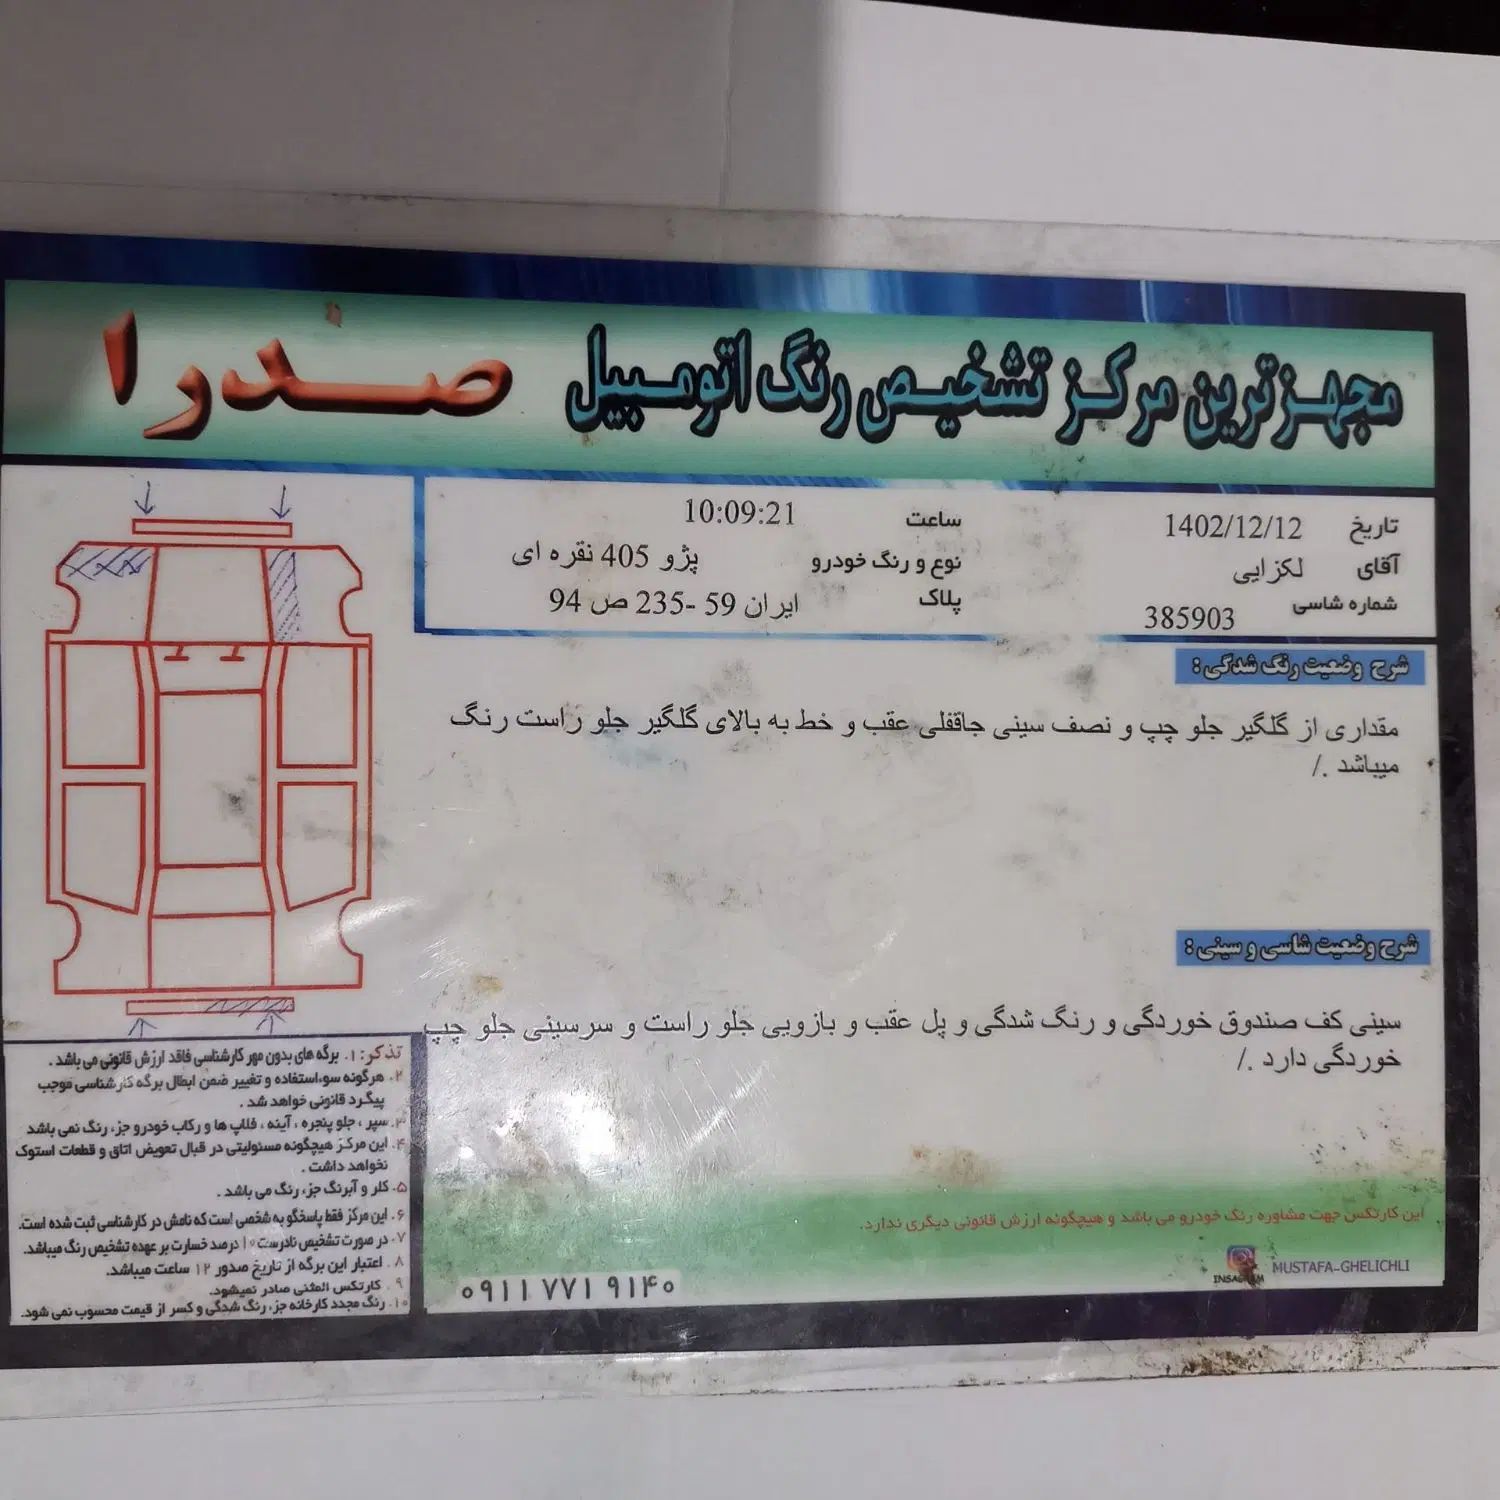 مجهزترین مرکز تشخیص رنگ اتومبیل صدرا
تاریخ 1402/12/12 ساعت 10:09:21
آقای لکزایی نوع و رنگ خودرو پژو 405 نقره ای
شماره شاسی 385903 پلاک ایران 59 -235 ص 94
شرح وضعیت رنگ شدگی :
مقداری از گلگیر جلو چپ و نصف سینی جاقفلی عقب و خط به بالای گلگیر جلو راست رنگ
میباشد ./
شرح وضعیت شاسی و سینی :
سینی کف صندوق خوردگی و رنگ شدگی و پل عقب و بازویی جلو راست و سرسینی جلو چپ
خوردگی دارد ./
تذکر: ۱. برگه های بدون مهر کارشناسی فاقد ارزش قانونی می باشد .
۲. هرگونه سوء استفاده و تغییر ضمن ابطال برگه کارشناسی موجب
پیگرد قانونی خواهد شد .
۳. سپر ، جلو پنجره ، آینه ، فلاپ ها و رکاب خودرو جزء رنگ نمی باشد
۴. این مرکز هیچگونه مسئولیتی در قبال تعویض اتاق و قطعات استوک
نخواهد داشت .
۵. کلر و آبرنگ جزء رنگ می باشد .
۶. این مرکز فقط پاسخگو به شخصی است که نامش در کارشناسی ثبت شده است.
۷. در صورت تشخیص نادرست ۱۰ درصد خسارت بر عهده تشخیص رنگ میباشد.
۸. اعتبار این برگه از تاریخ صدور ۱۲ ساعت میباشد.
۹. کارتکس المثنی صادر نمیشود.
۱۰. رنگ مجدد کارخانه جزء رنگ شدگی و کسر از قیمت محسوب نمی شود.
این کارتکس جهت مشاوره رنگ خودرو می باشد و هیچگونه ارزش قانونی دیگری ندارد.
INSAGRAM MUSTAFA-GHELICHLI
۰۹۱۱ ۷۷۱ ۹۱۴۰